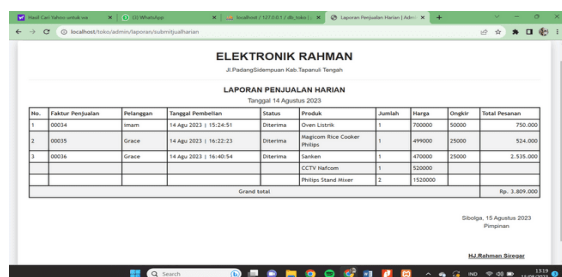 Hasil Cari Yahoo untuk
(2) WhatsApp
localhost / 127.0.0.1 / db_toko
Laporan Penjualan Harian | Adm
localhost/toko/admin/laporan/submitjualharian
ELEKTRONIK RAHMAN
Jl.PadangSidempuan Kab.Tapanuli Tengah
LAPORAN PENJUALAN HARIAN
Tanggal 14 Agustus 2023
No. Faktur Penjualan Pelanggan Tanggal Pembelian Status Produk Jumlah Harga Ongkir Total Pesanan
1 00034 Imam 14 Agu 2023 | 15:24:51 Diterima Oven Listrik 1 700000 50000 750.000
2 00035 Grace 14 Agu 2023 | 16:22:23 Diterima Magicom Rice Cooker Philips 1 499000 25000 524.000
3 00036 Grace 14 Agu 2023 | 16:40:54 Diterima Sanken 1 470000 25000 2.535.000
CCTV Nafcom 1 520000
Philips Stand Mixer 2 1520000
Grand total Rp. 3.809.000
Sibolga, 15 Agustus 2023
Pimpinan
HJ.Rahman Siregar
Search
IND
13:19